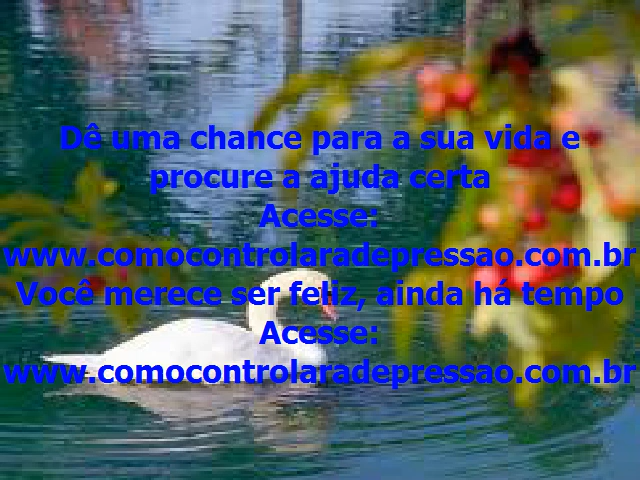 Dê uma chance para a sua vida e
procure a ajuda certa
Acesse:
www.comocontrolaradepressao.com.br
Você merece ser feliz, ainda há tempo
Acesse:
www.comocontrolaradepressao.com.br